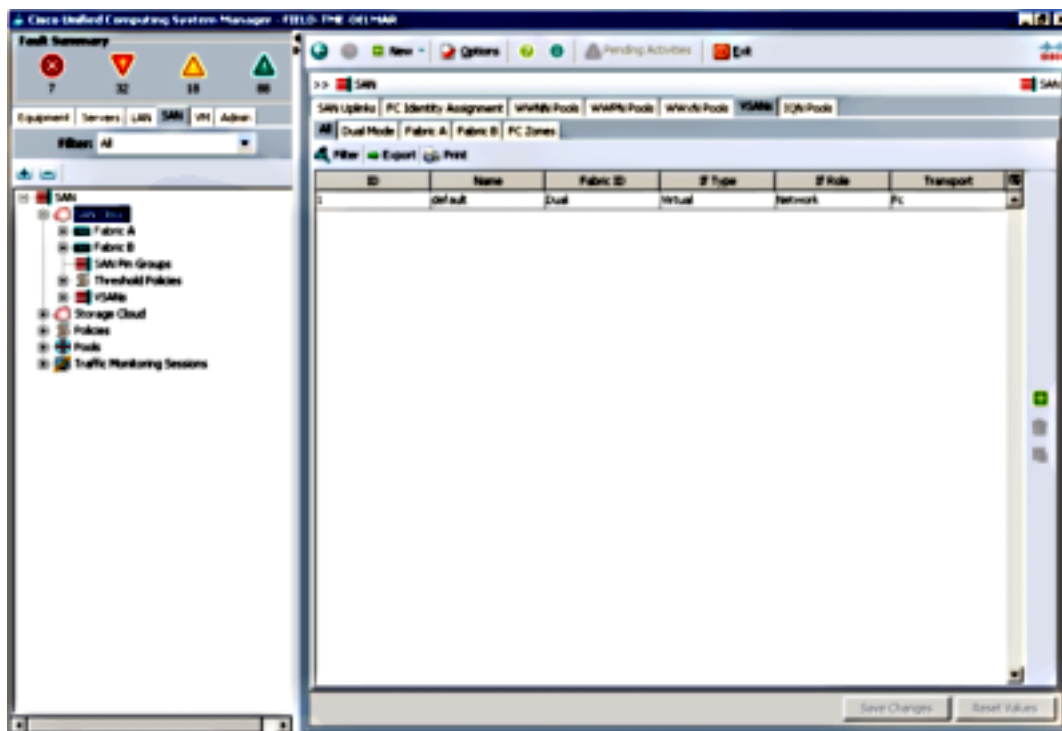 Cisco Unified Computing System Manager - FIELD-TME-DELMAR
Fault Summary
7 32 18 88
New Options Pending Activities Exit
>> SAN SAN
Equipment Servers LAN SAN VM Admin
Filter: All
SAN
SAN Cloud
Fabric A
Fabric B
SAN Pin Groups
Threshold Policies
VSANs
Storage Cloud
Policies
Pools
Traffic Monitoring Sessions
SAN Uplinks FC Identity Assignment WWNN Pools WWPN Pools WWxN Pools VSANs IQN Pools
All Dual Mode Fabric A Fabric B FC Zones
Filter Export Print
ID Name Fabric ID If Type If Role Transport
1 default Dual Virtual Network Fc
Save Changes Reset Values